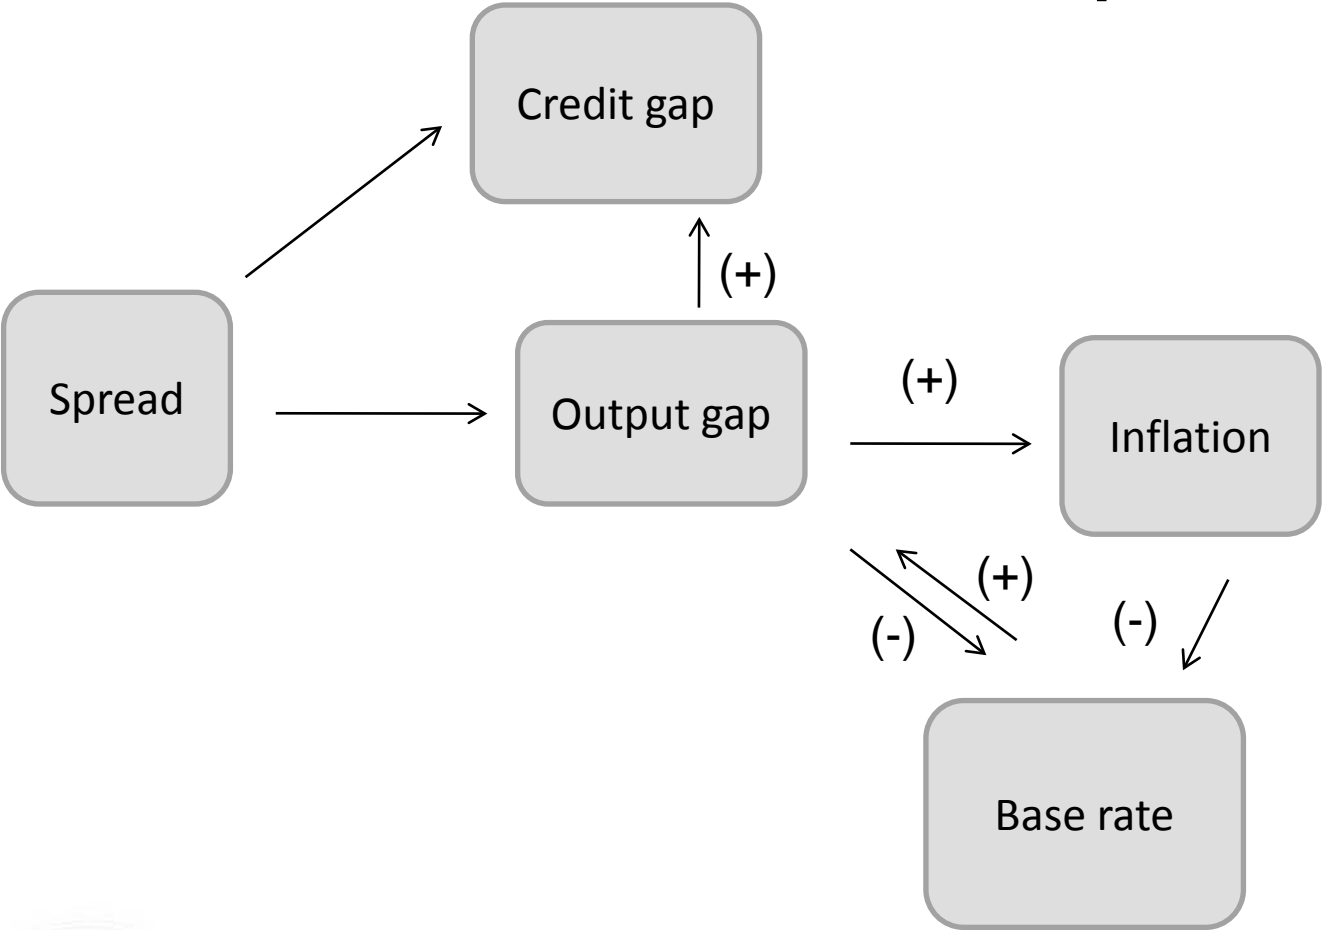 Credit gap
(+)
Spread
Output gap
(+)
Inflation
(+)
(-)
(-)
Base rate